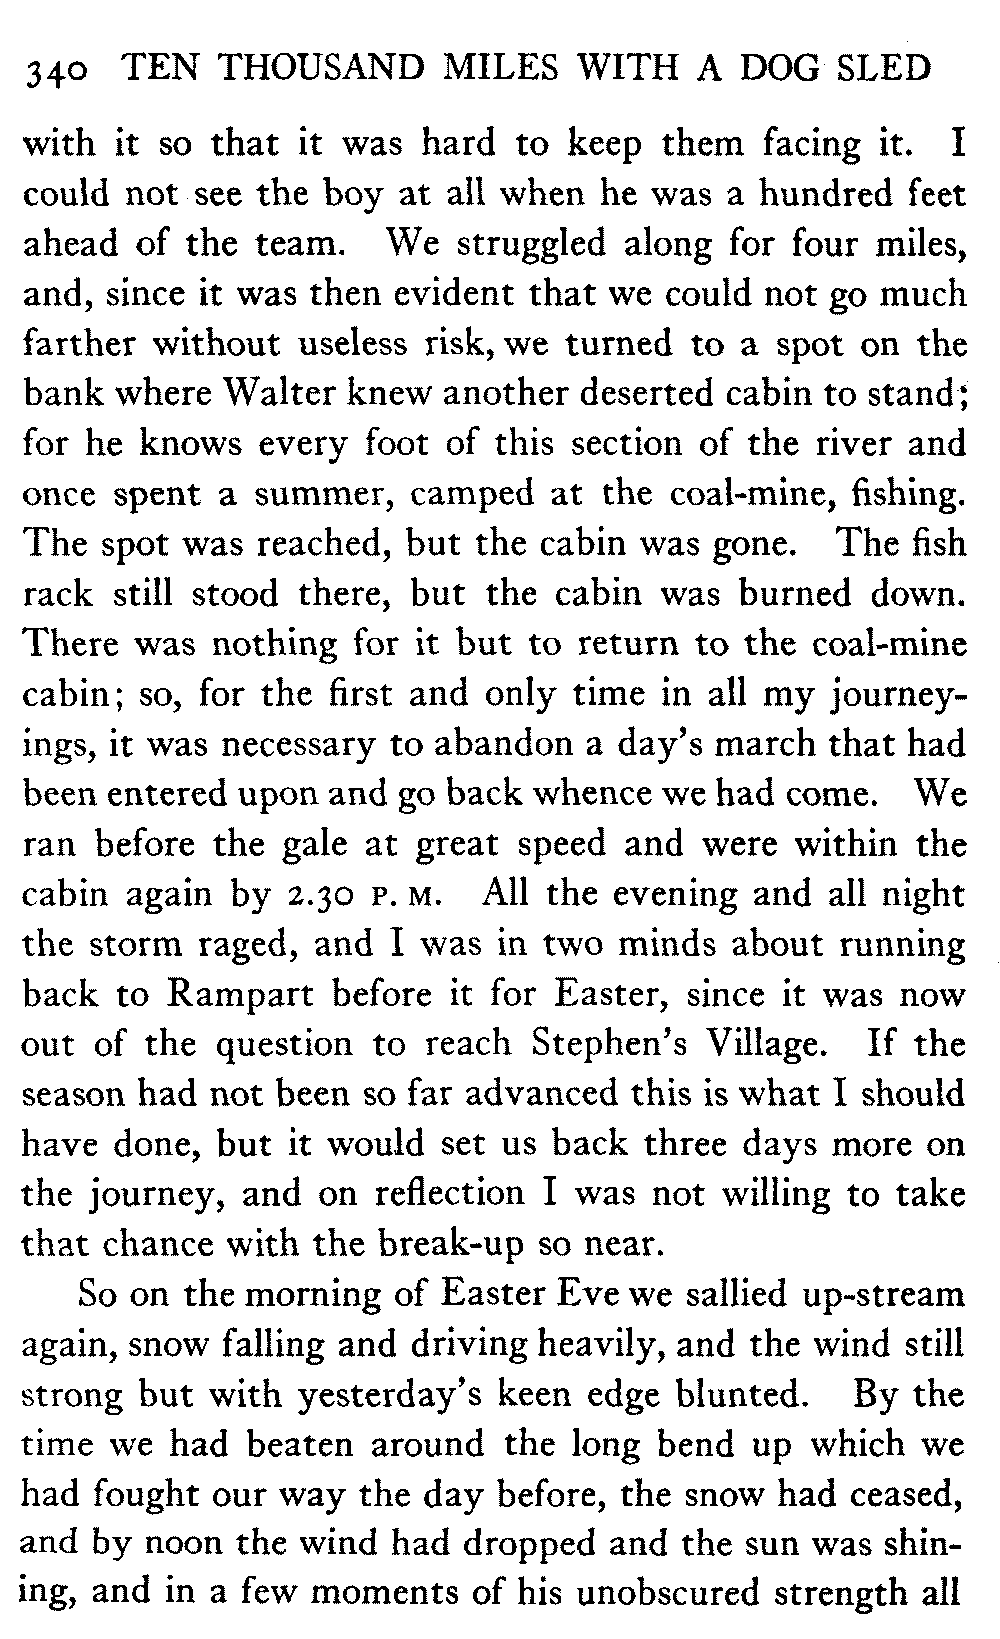 340 TEN THOUSAND MILES WITH A DOG SLED
with it so that it was hard to keep them facing it. I
could not see the boy at all when he was a hundred feet
ahead of the team. We struggled along for four miles,
and, since it was then evident that we could not go much
farther without useless risk, we turned to a spot on the
bank where Walter knew another deserted cabin to stand;
for he knows every foot of this section of the river and
once spent a summer, camped at the coal-mine, fishing.
The spot was reached, but the cabin was gone. The fish
rack still stood there, but the cabin was burned down.
There was nothing for it but to return to the coal-mine
cabin; so, for the first and only time in all my journey-
ings, it was necessary to abandon a day's march that had
been entered upon and go back whence we had come. We
ran before the gale at great speed and were within the
cabin again by 2.30 P. M. All the evening and all night
the storm raged, and I was in two minds about running
back to Rampart before it for Easter, since it was now
out of the question to reach Stephen's Village. If the
season had not been so far advanced this is what I should
have done, but it would set us back three days more on
the journey, and on reflection I was not willing to take
that chance with the break-up so near.
So on the morning of Easter Eve we sallied up-stream
again, snow falling and driving heavily, and the wind still
strong but with yesterday's keen edge blunted. By the
time we had beaten around the long bend up which we
had fought our way the day before, the snow had ceased,
and by noon the wind had dropped and the sun was shin-
ing, and in a few moments of his unobscured strength all